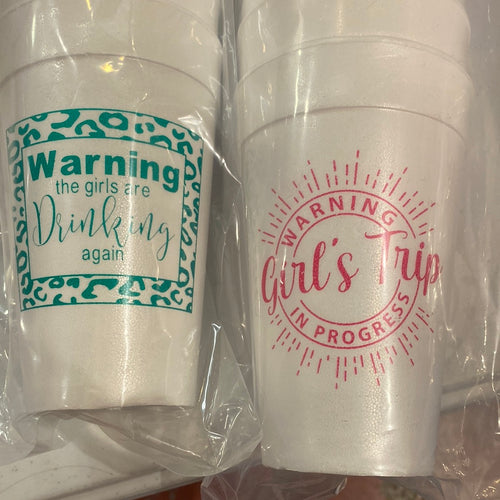 Warning
the girls are
Drinking
again
WARNING
Girl's Trip
IN PROGRESS